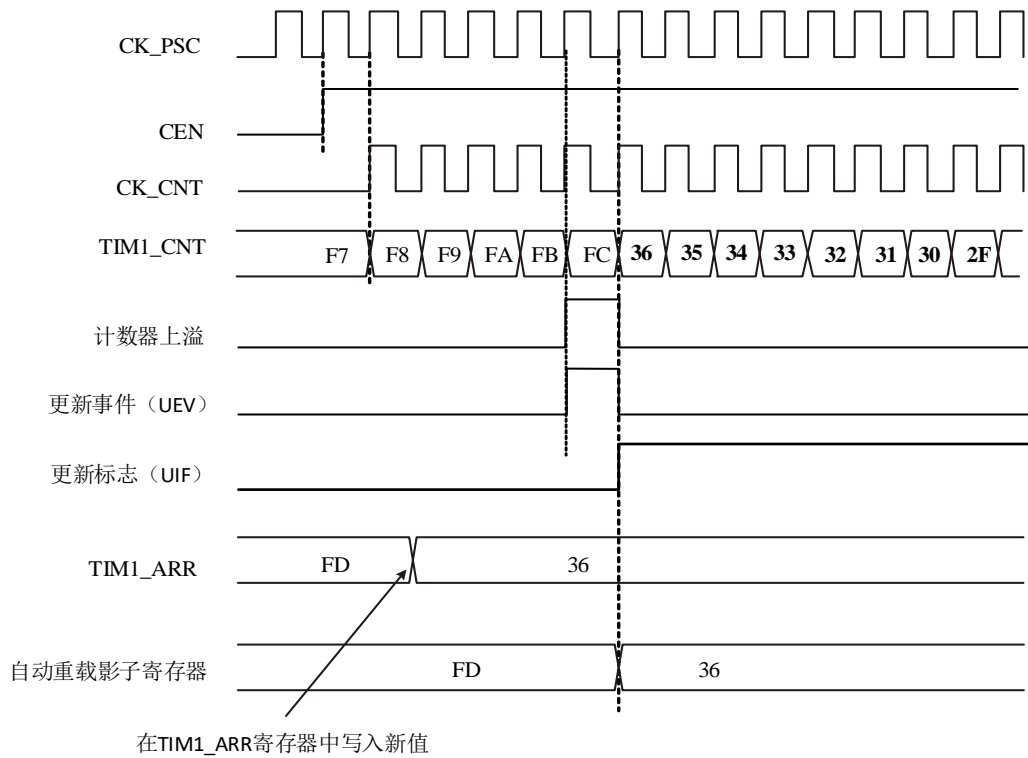 CK_PSC
CEN
CK_CNT
TIM1_CNT F7 F8 F9 FA FB FC 36 35 34 33 32 31 30 2F
计数器上溢
更新事件（UEV）
更新标志（UIF）
TIM1_ARR FD 36
自动重载影子寄存器 FD 36
在TIM1_ARR寄存器中写入新值